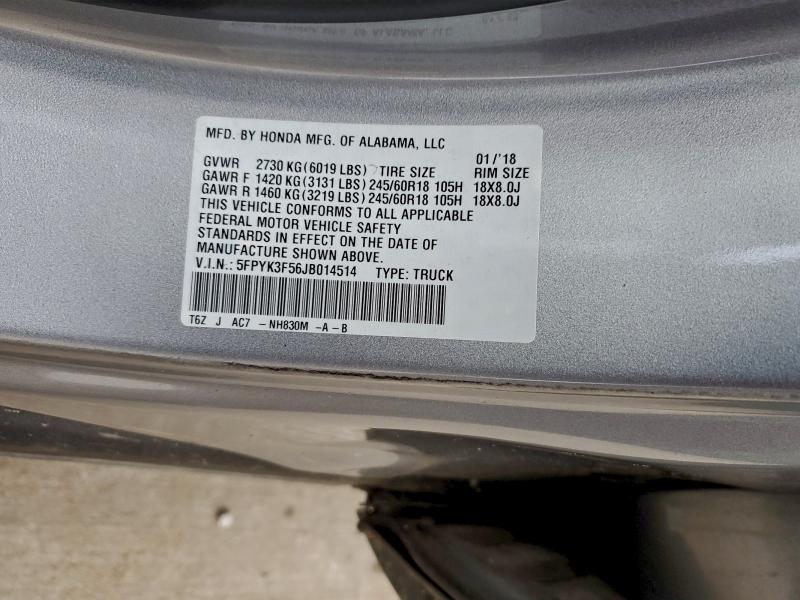 MFD. BY HONDA MFG. OF ALABAMA, LLC 01/'18
GVWR 2730 KG(6019 LBS) TIRE SIZE RIM SIZE
GAWR F 1420 KG(3131 LBS) 245/60R18 105H 18X8.0J
GAWR R 1460 KG(3219 LBS) 245/60R18 105H 18X8.0J
THIS VEHICLE CONFORMS TO ALL APPLICABLE
FEDERAL MOTOR VEHICLE SAFETY
STANDARDS IN EFFECT ON THE DATE OF
MANUFACTURE SHOWN ABOVE.
V.I.N.: 5FPYK3F56JB014514 TYPE: TRUCK
T6Z J AC7 -NH830M -A -B